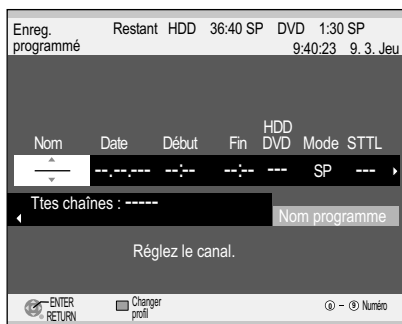 Enreg. programmé Restant HDD 36:40 SP DVD 1:30 SP
9:40:23 9. 3. Jeu
Nom Date Début Fin HDD DVD Mode STTL
--.--.--- --:-- --:-- --- SP ---
Ttes chaînes : -----
Nom programme
Réglez le canal.
ENTER
RETURN
Changer profil
0 – 9 Numéro